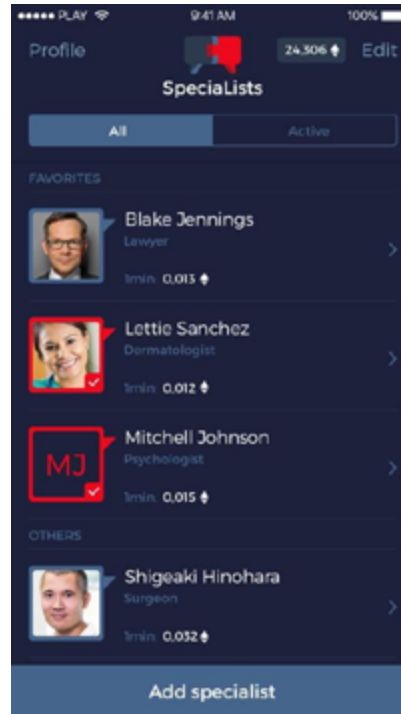 PLAY 9:41 AM 100%
Profile 24,306 Edit
SpeciaLists
All Active
FAVORITES
Blake Jennings
Lawyer
1min: 0,013
Lettie Sanchez
Dermatologist
1min: 0,012
MJ Mitchell Johnson
Psychologist
1min: 0,015
OTHERS
Shigeaki Hinohara
Surgeon
1min: 0,032
Add specialist